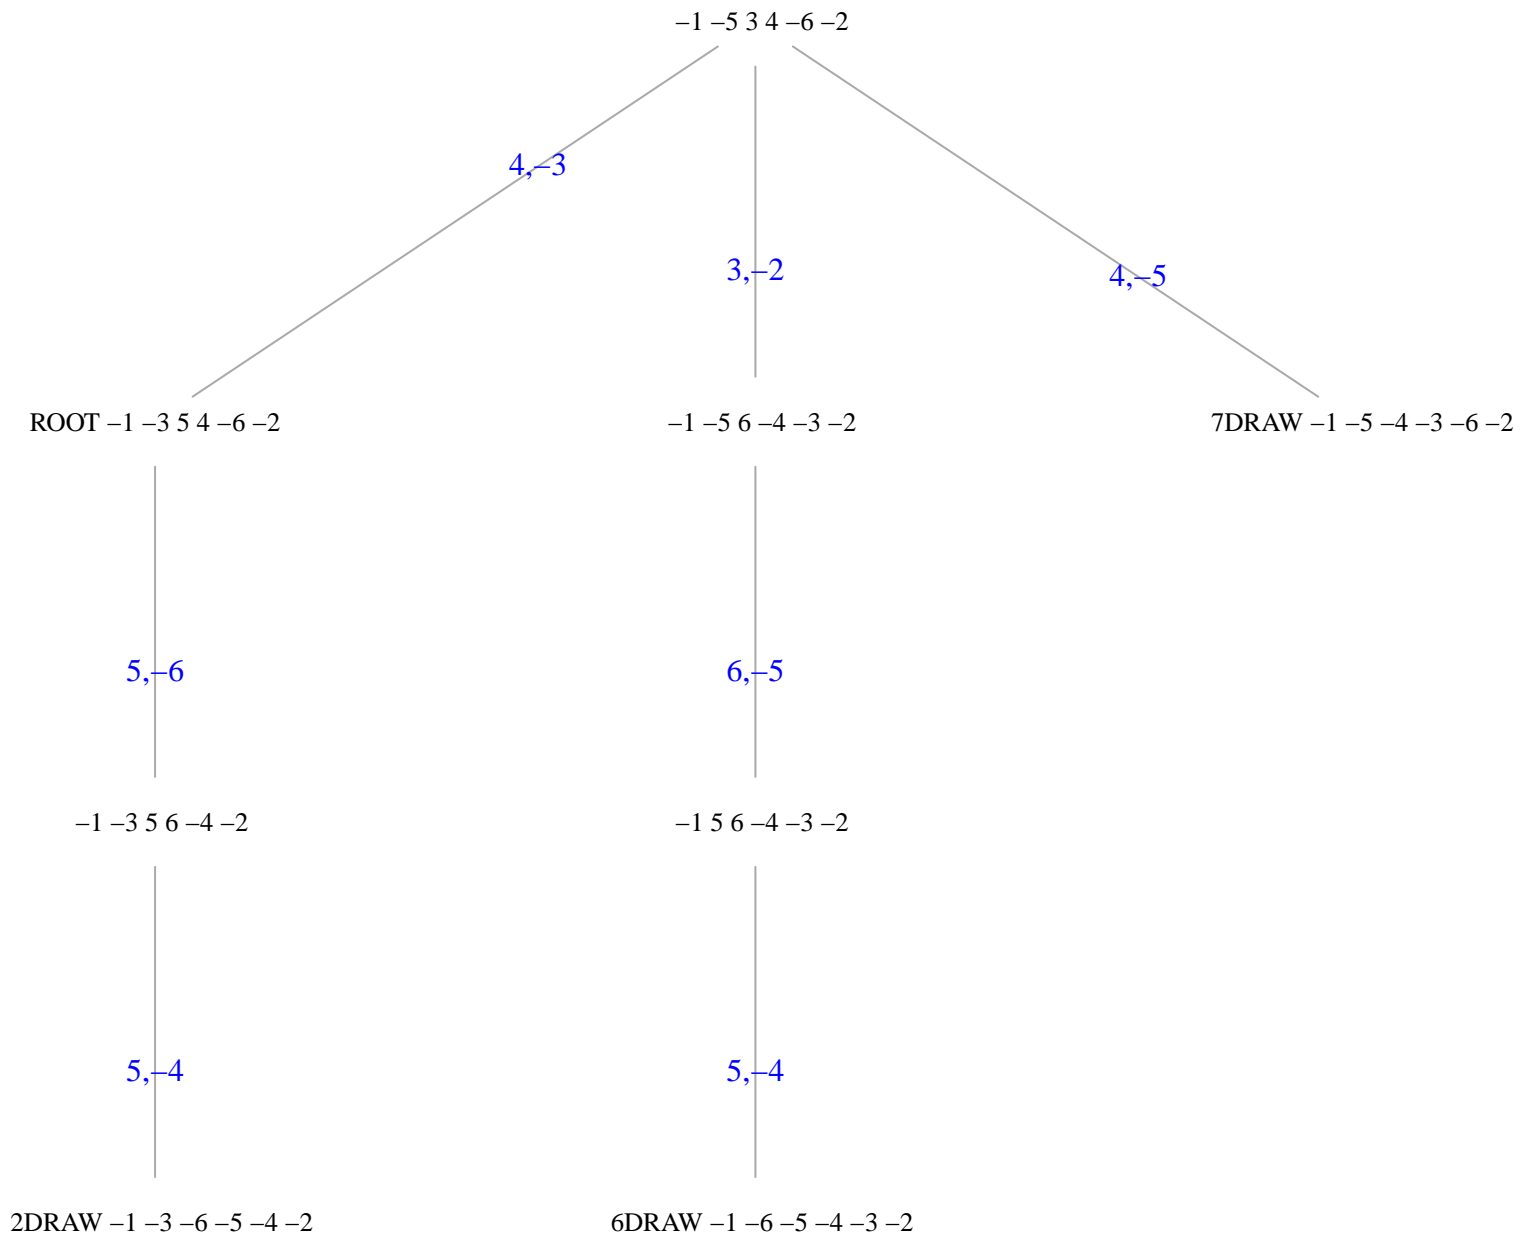 –1 –5 3 4 –6 –2
4,–3
3,–2
4,–5
ROOT –1 –3 5 4 –6 –2
–1 –5 6 –4 –3 –2
7DRAW –1 –5 –4 –3 –6 –2
5,–6
6,–5
–1 –3 5 6 –4 –2
–1 5 6 –4 –3 –2
5,–4
5,–4
2DRAW –1 –3 –6 –5 –4 –2
6DRAW –1 –6 –5 –4 –3 –2